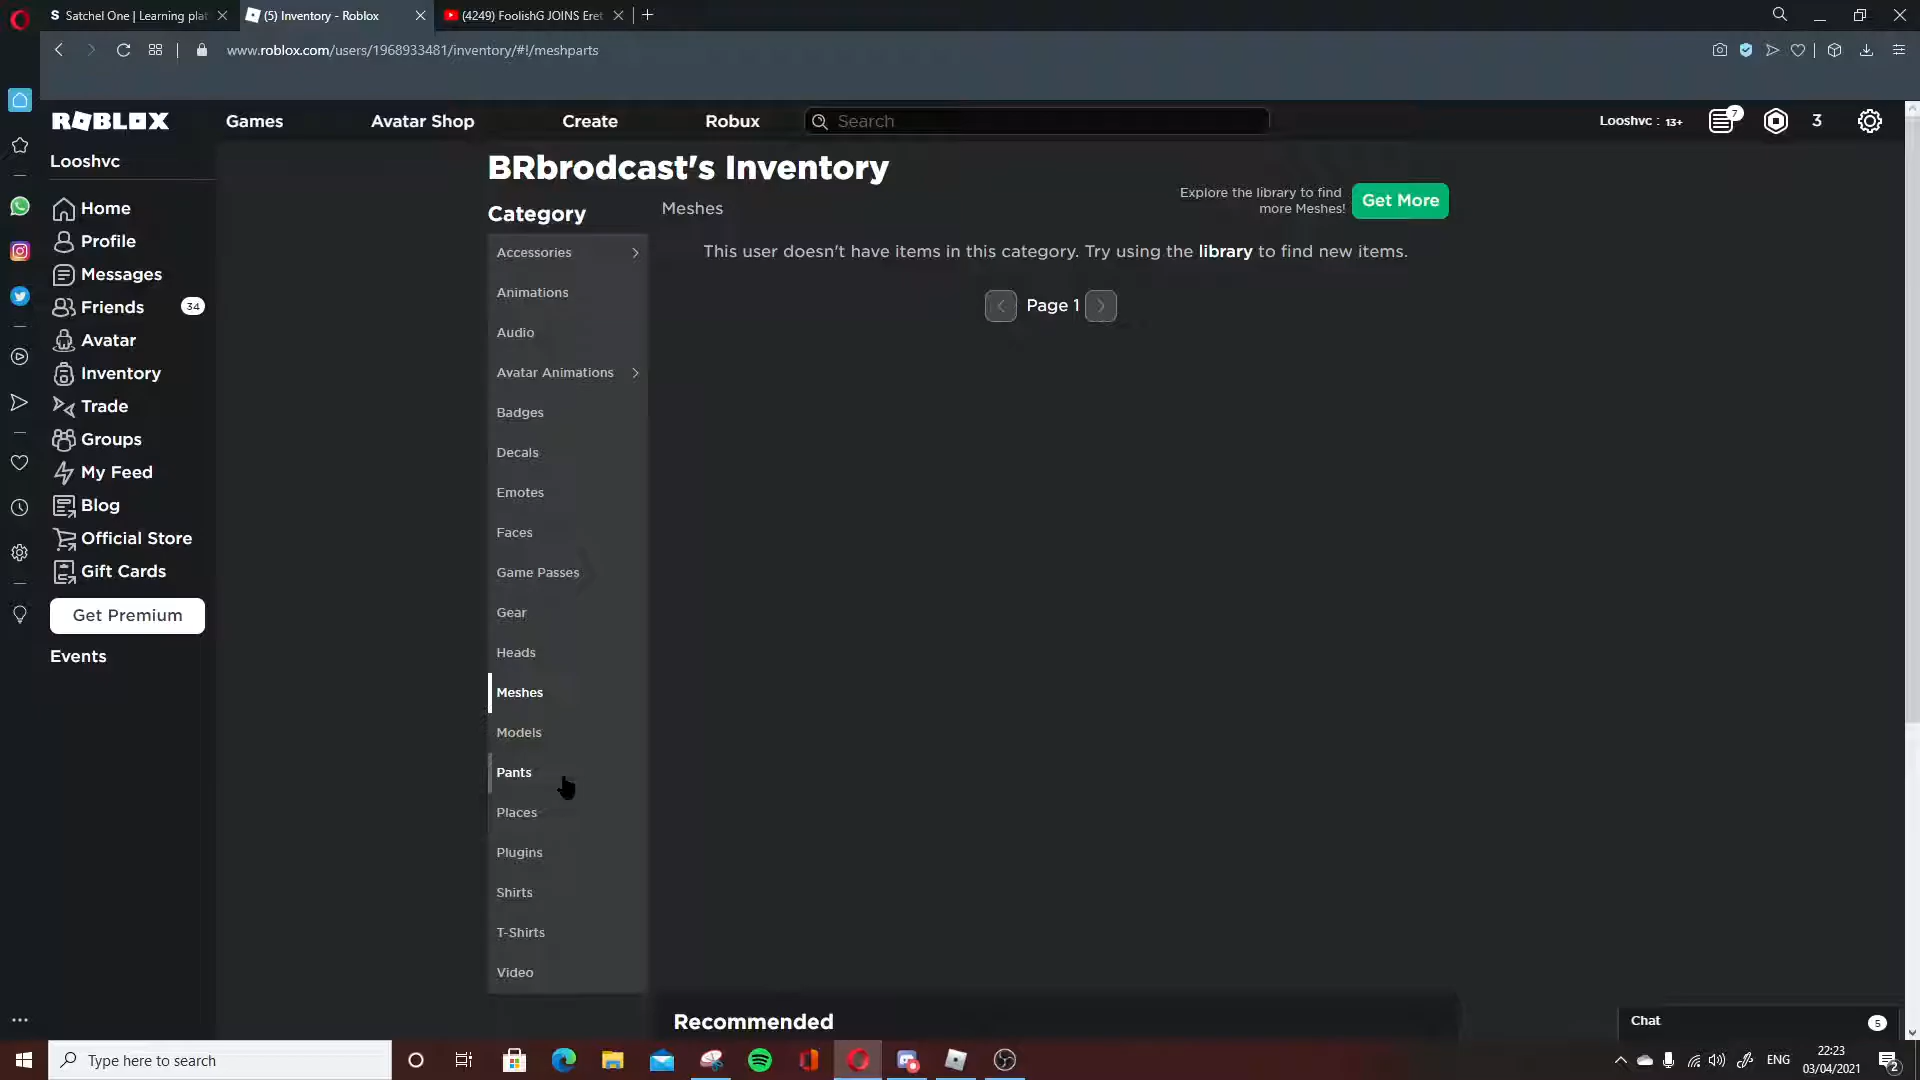 Satchel One | Learning plat
(5) Inventory - Roblox
(4249) FoolishG JOINS Eret
www.roblox.com/users/1968933481/inventory/#!/meshparts
ROBLOX
Games
Avatar Shop
Create
Robux
Search
Looshvc : 13+
7
3
Looshvc
Home
Profile
Messages
Friends
34
Avatar
Inventory
Trade
Groups
My Feed
Blog
Official Store
Gift Cards
Get Premium
Events
BRbrodcast's Inventory
Category
Accessories
Animations
Audio
Avatar Animations
Badges
Decals
Emotes
Faces
Game Passes
Gear
Heads
Meshes
Models
Pants
Places
Plugins
Shirts
T-Shirts
Video
Meshes
Explore the library to find
more Meshes!
Get More
This user doesn't have items in this category. Try using the library to find new items.
Page 1
Recommended
Chat
5
Type here to search
ENG
22:23
03/04/2021
2